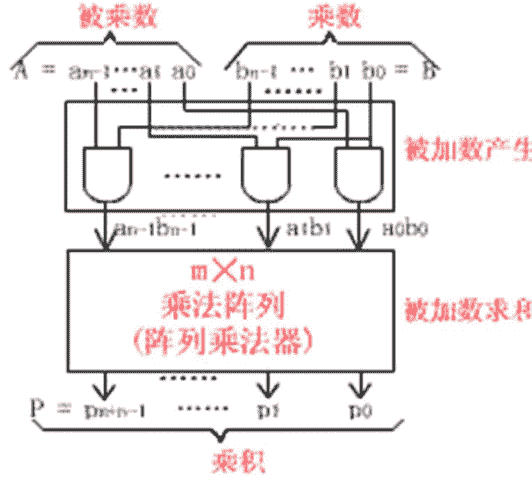 被乘数 乘数
A = am-1 … a1 a0 bn-1 … b1 b0 = B
…… ……
……
被加数产生
……
am-1bn-1 …… a1b1 a0b0
m×n
乘法阵列
(阵列乘法器)
被加数求和
……
P = pm+n-1 …… p1 p0
乘积